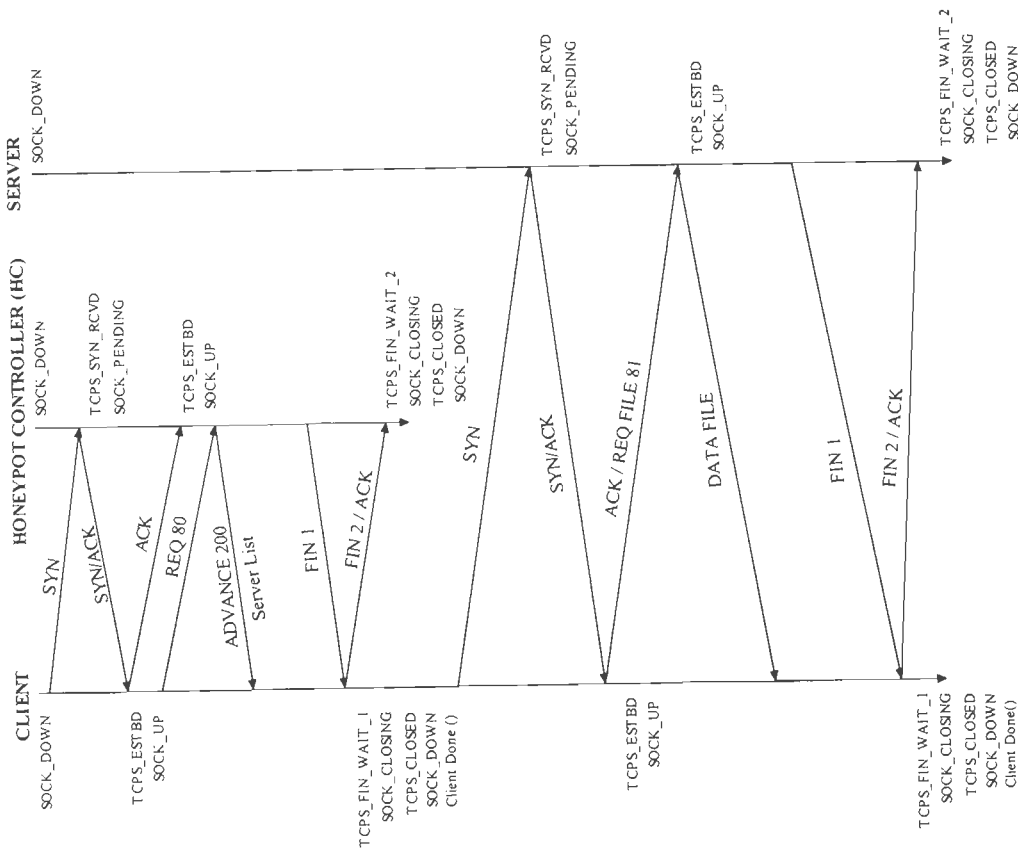 CLIENT
HONEYPOT CONTROLLER (HC)
SERVER
SOCK_DOWN
SOCK_DOWN
SOCK_DOWN
SYN
TCPS_SYN_RCVD
SOCK_PENDING
SYN/ACK
TCPS_ESTBD
SOCK_UP
ACK
TCPS_ESTBD
SOCK_UP
REQ 80
ADVANCE 200
Server List
FIN 1
TCPS_FIN_WAIT_1
SOCK_CLOSING
TCPS_CLOSED
SOCK_DOWN
Client Done ()
FIN 2 / ACK
TCPS_FIN_WAIT_2
SOCK_CLOSING
TCPS_CLOSED
SOCK_DOWN
SYN
TCPS_SYN_RCVD
SOCK_PENDING
SYN/ACK
TCPS_ESTBD
SOCK_UP
ACK / REQ FILE 81
TCPS_ESTBD
SOCK_UP
DATA FILE
FIN 1
TCPS_FIN_WAIT_1
SOCK_CLOSING
TCPS_CLOSED
SOCK_DOWN
Client Done()
FIN 2 / ACK
TCPS_FIN_WAIT_2
SOCK_CLOSING
TCPS_CLOSED
SOCK_DOWN